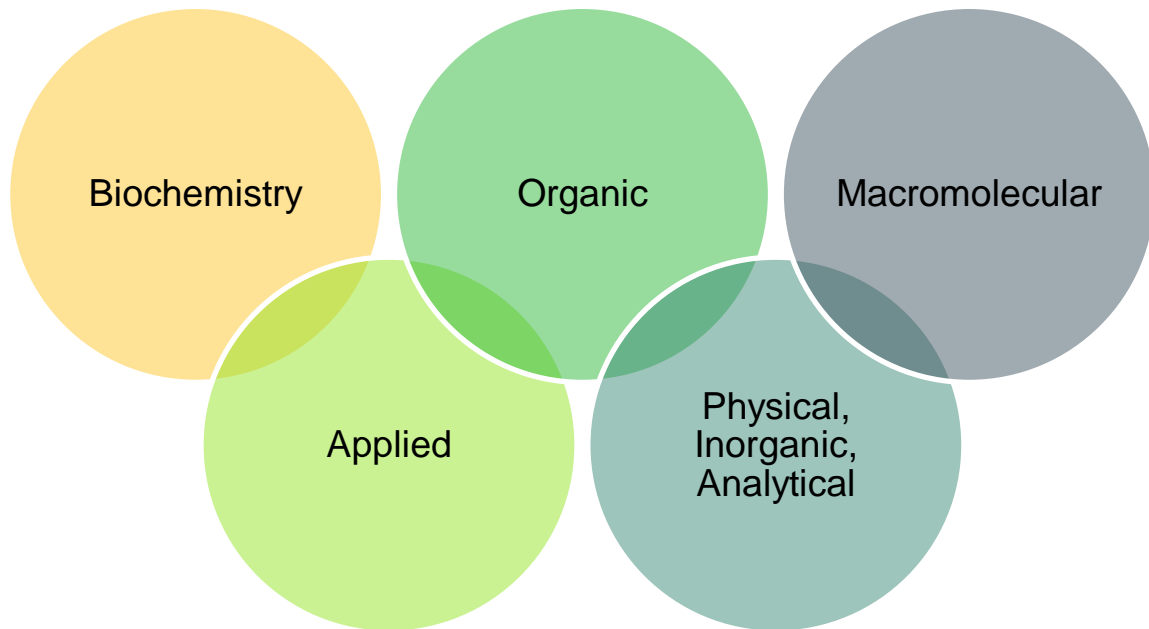 Biochemistry
Organic
Macromolecular
Applied
Physical,
Inorganic,
Analytical